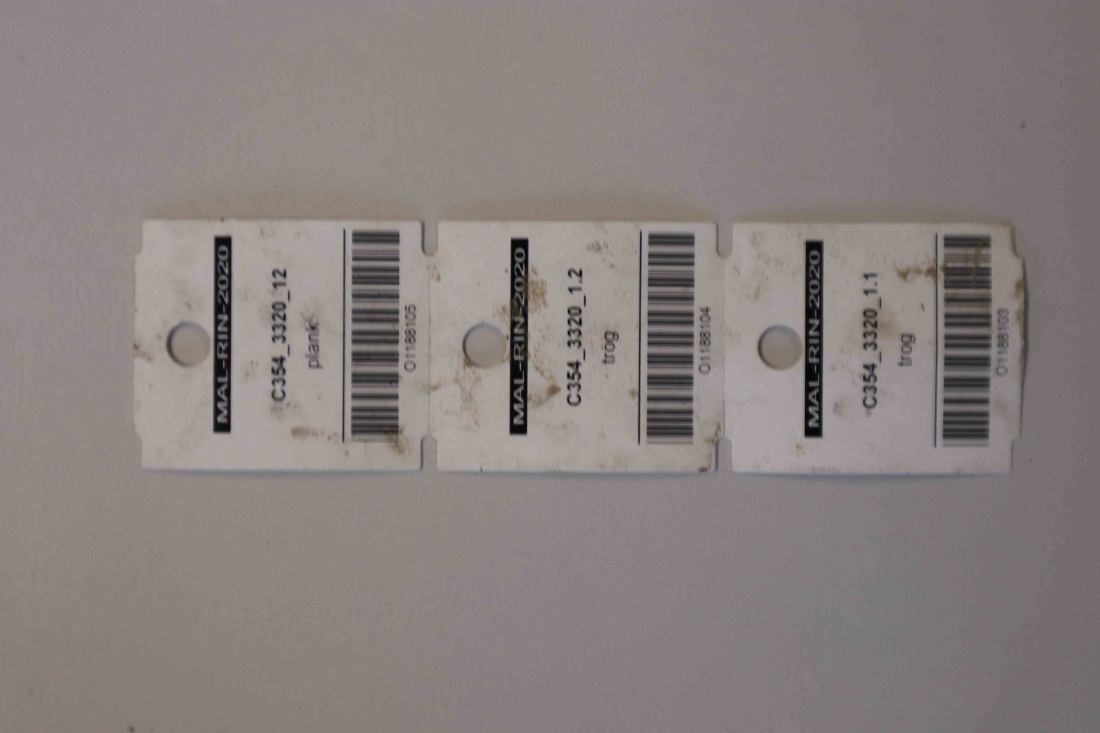 MAL-RIN-2020
C354_3320_12
plank
O1188105
MAL-RIN-2020
C354_3320_1.2
trog
O1188104
MAL-RIN-2020
C354_3320_1.1
trog
O1188103